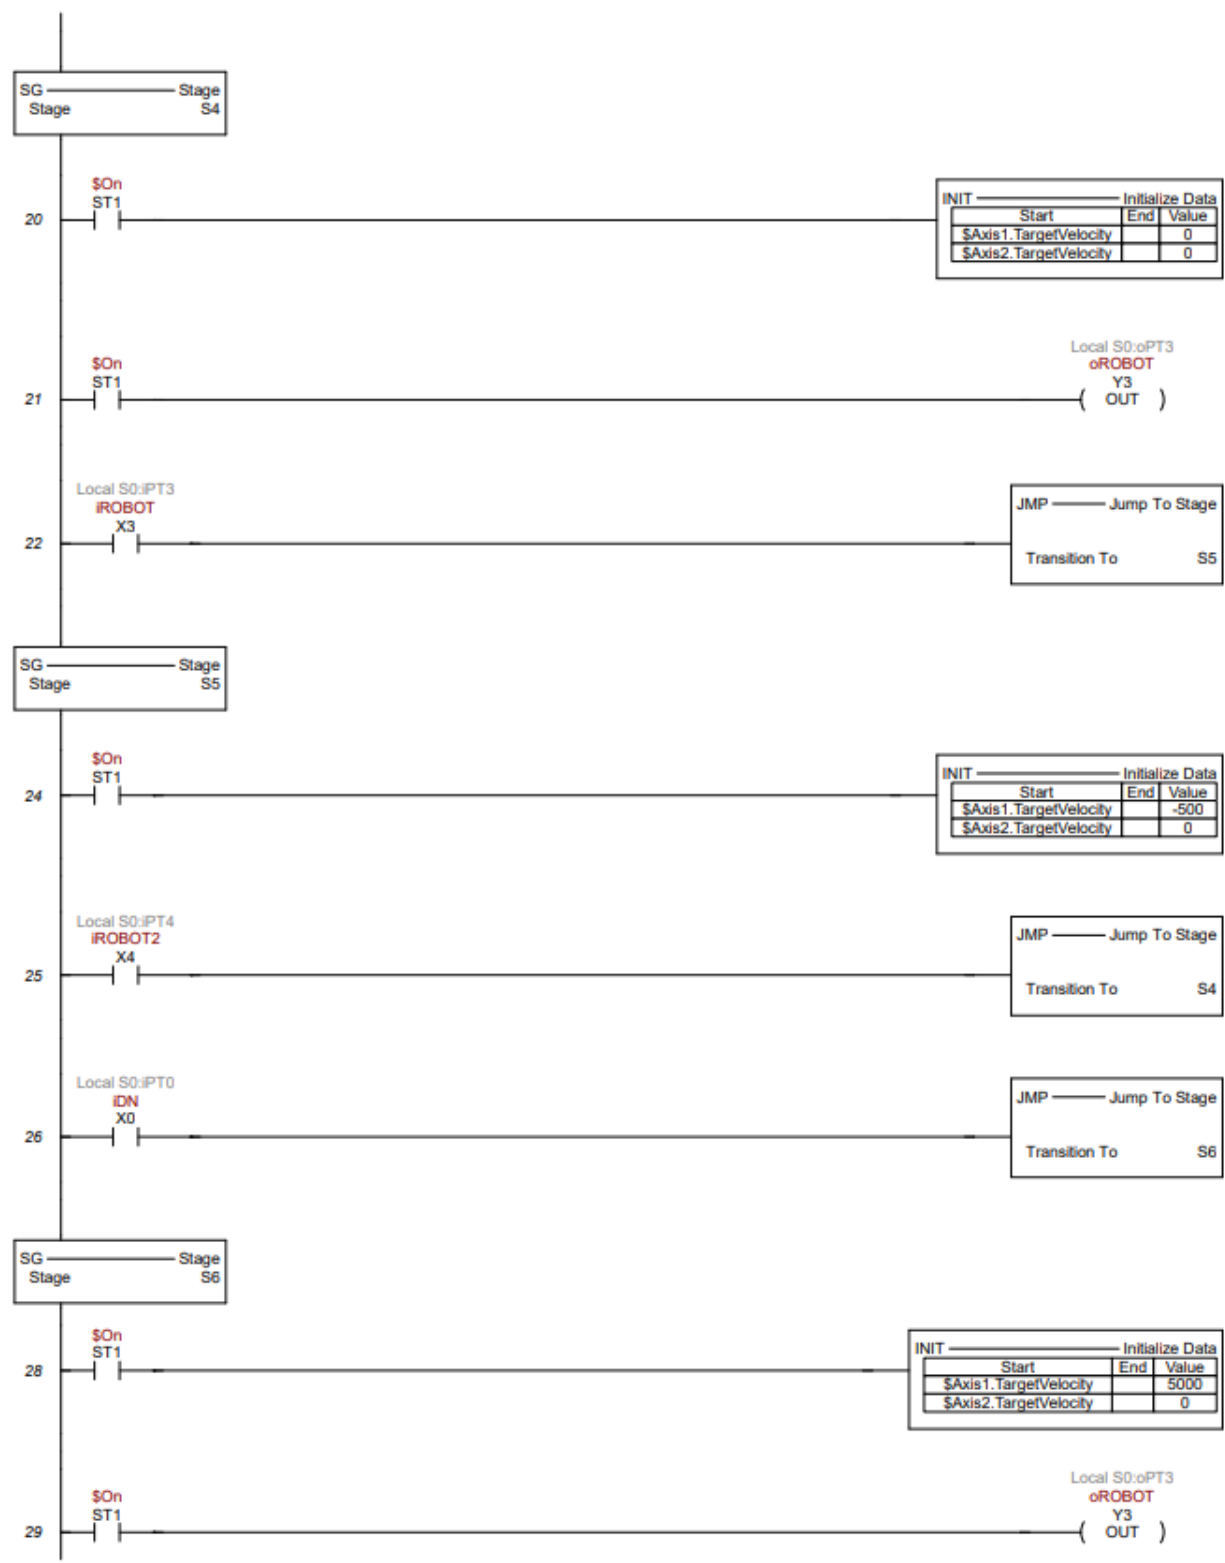 SG Stage
Stage S4
$On
ST1
20
INIT Initialize Data
Start End Value
$Axis1.TargetVelocity 0
$Axis2.TargetVelocity 0
Local S0:oPT3
oROBOT
Y3
OUT
$On
ST1
21
Local S0:iPT3
iROBOT
X3
22
JMP Jump To Stage
Transition To S5
SG Stage
Stage S5
$On
ST1
24
INIT Initialize Data
Start End Value
$Axis1.TargetVelocity -500
$Axis2.TargetVelocity 0
Local S0:iPT4
iROBOT2
X4
25
JMP Jump To Stage
Transition To S4
Local S0:iPT0
iDN
X0
26
JMP Jump To Stage
Transition To S6
SG Stage
Stage S6
$On
ST1
28
INIT Initialize Data
Start End Value
$Axis1.TargetVelocity 5000
$Axis2.TargetVelocity 0
Local S0:oPT3
oROBOT
Y3
OUT
$On
ST1
29